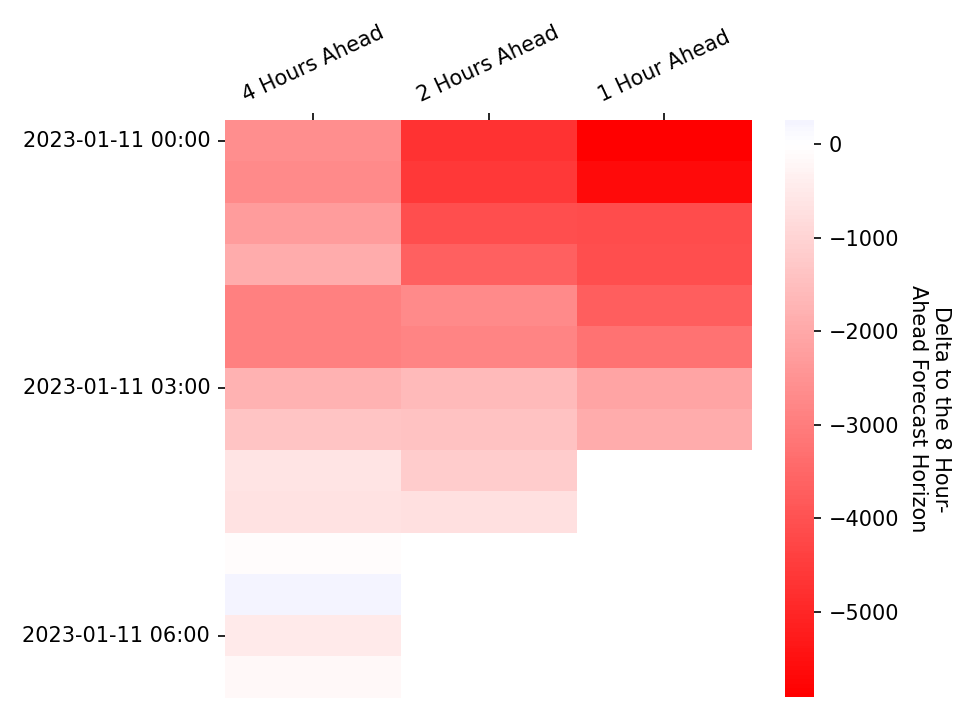 4 Hours Ahead
2 Hours Ahead
1 Hour Ahead
2023-01-11 00:00
2023-01-11 03:00
2023-01-11 06:00
0
−1000
−2000
−3000
−4000
−5000
Delta to the 8 Hour-
Ahead Forecast Horizon